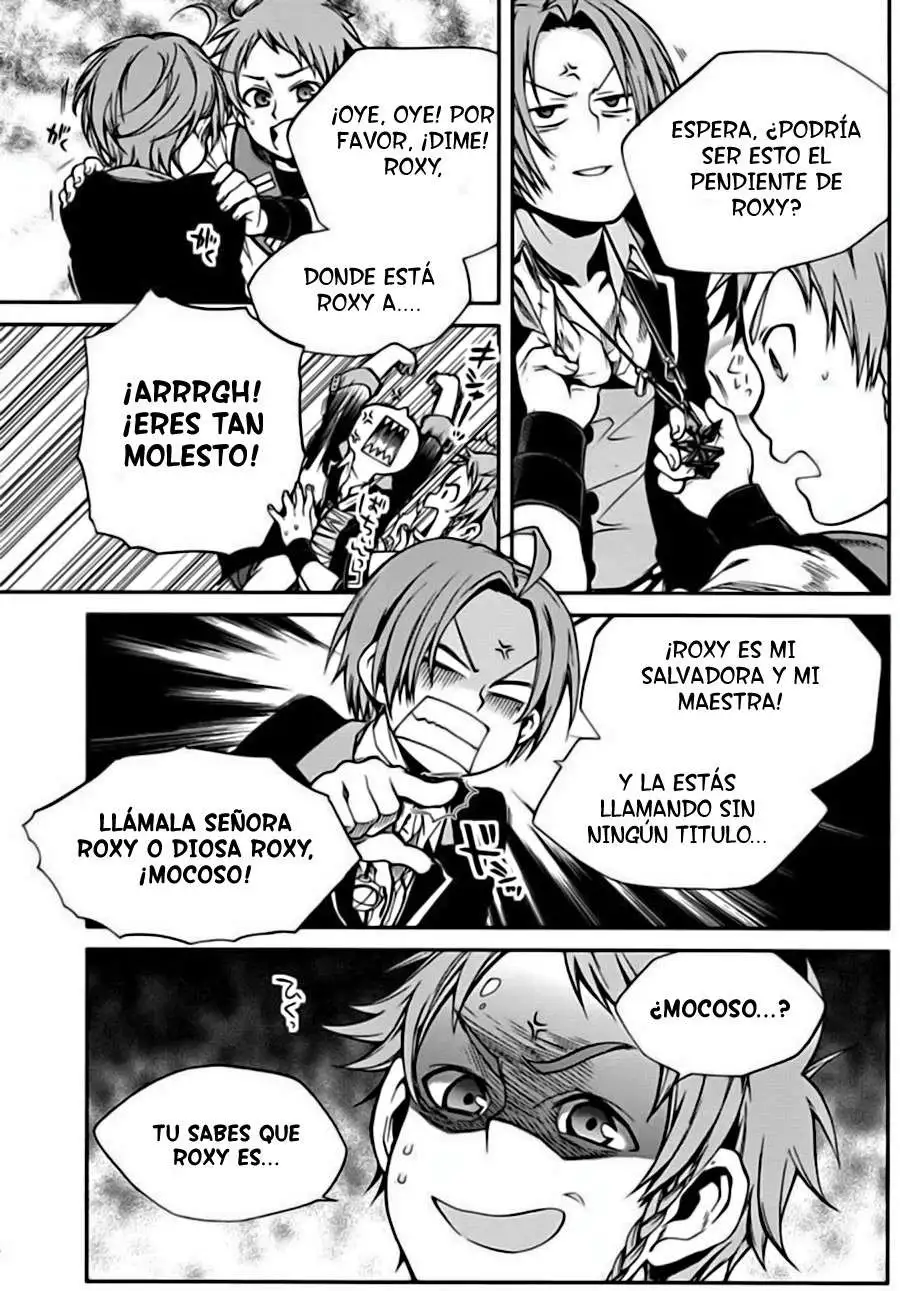 ESPERA, ¿PODRÍA
SER ESTO EL
PENDIENTE DE
ROXY?
¡OYE, OYE! POR
FAVOR, ¡DIME!
ROXY,
DONDE ESTÁ
ROXY A....
¡ARRRGH!
¡ERES TAN
MOLESTO!
¡ROXY ES MI
SALVADORA Y MI
MAESTRA!
Y LA ESTÁS
LLAMANDO SIN
NINGÚN TITULO...
LLÁMALA SEÑORA
ROXY O DIOSA ROXY,
¡MOCOSO!
¿MOCOSO...?
TU SABES QUE
ROXY ES...